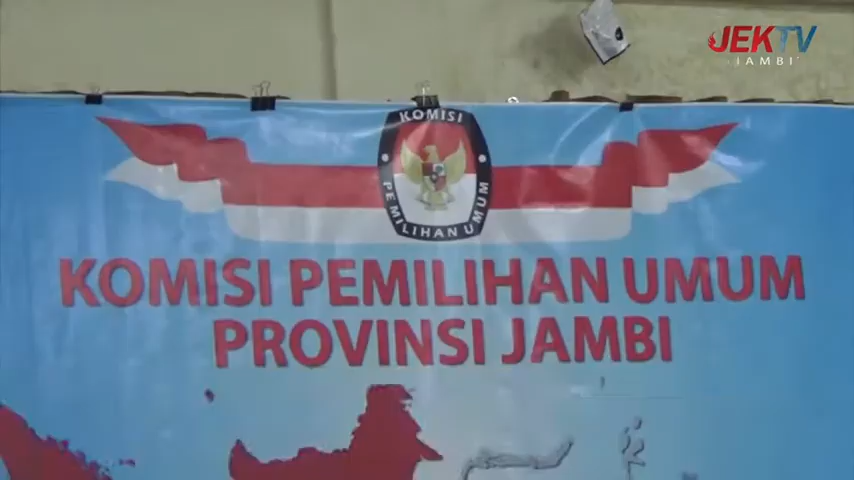 JEKTV
JAMBI
KOMISI
PEMILIHAN UMUM
KOMISI PEMILIHAN UMUM
PROVINSI JAMBI